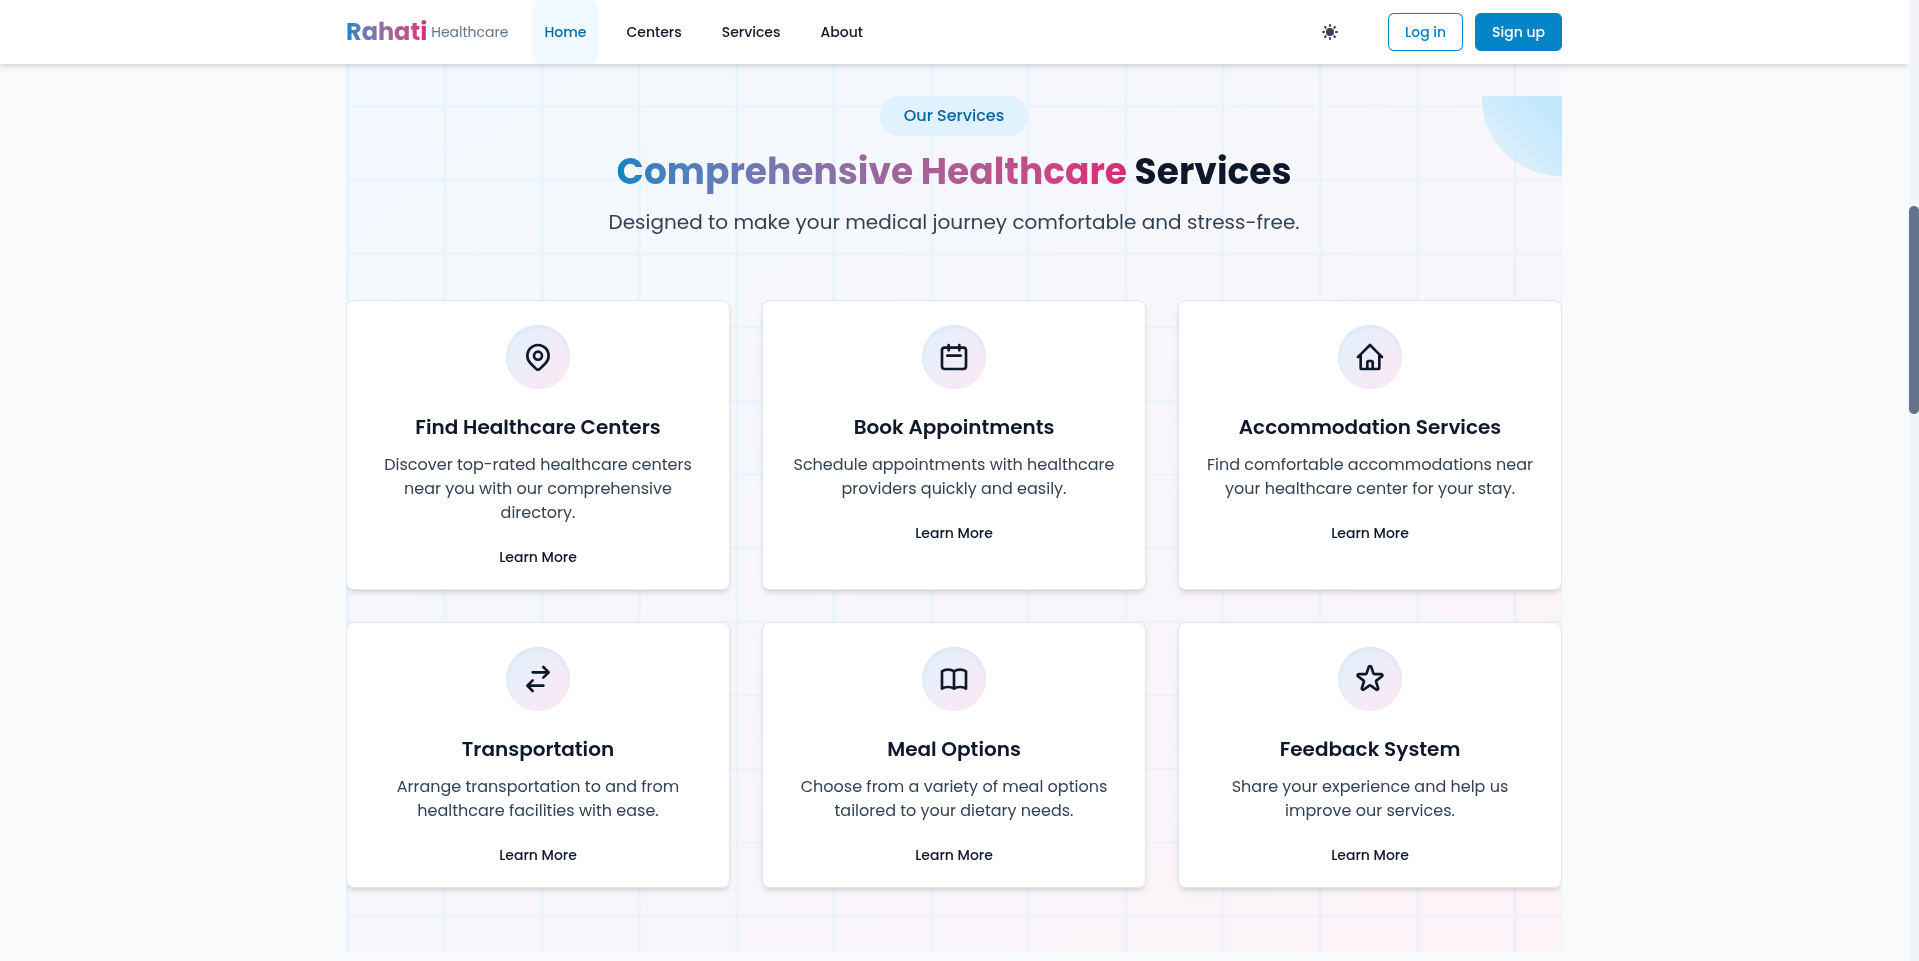 Rahati Healthcare Home Centers Services About Log in Sign up
Our Services
Comprehensive Healthcare Services
Designed to make your medical journey comfortable and stress-free.
Find Healthcare Centers
Discover top-rated healthcare centers
near you with our comprehensive
directory.
Learn More
Book Appointments
Schedule appointments with healthcare
providers quickly and easily.
Learn More
Accommodation Services
Find comfortable accommodations near
your healthcare center for your stay.
Learn More
Transportation
Arrange transportation to and from
healthcare facilities with ease.
Learn More
Meal Options
Choose from a variety of meal options
tailored to your dietary needs.
Learn More
Feedback System
Share your experience and help us
improve our services.
Learn More